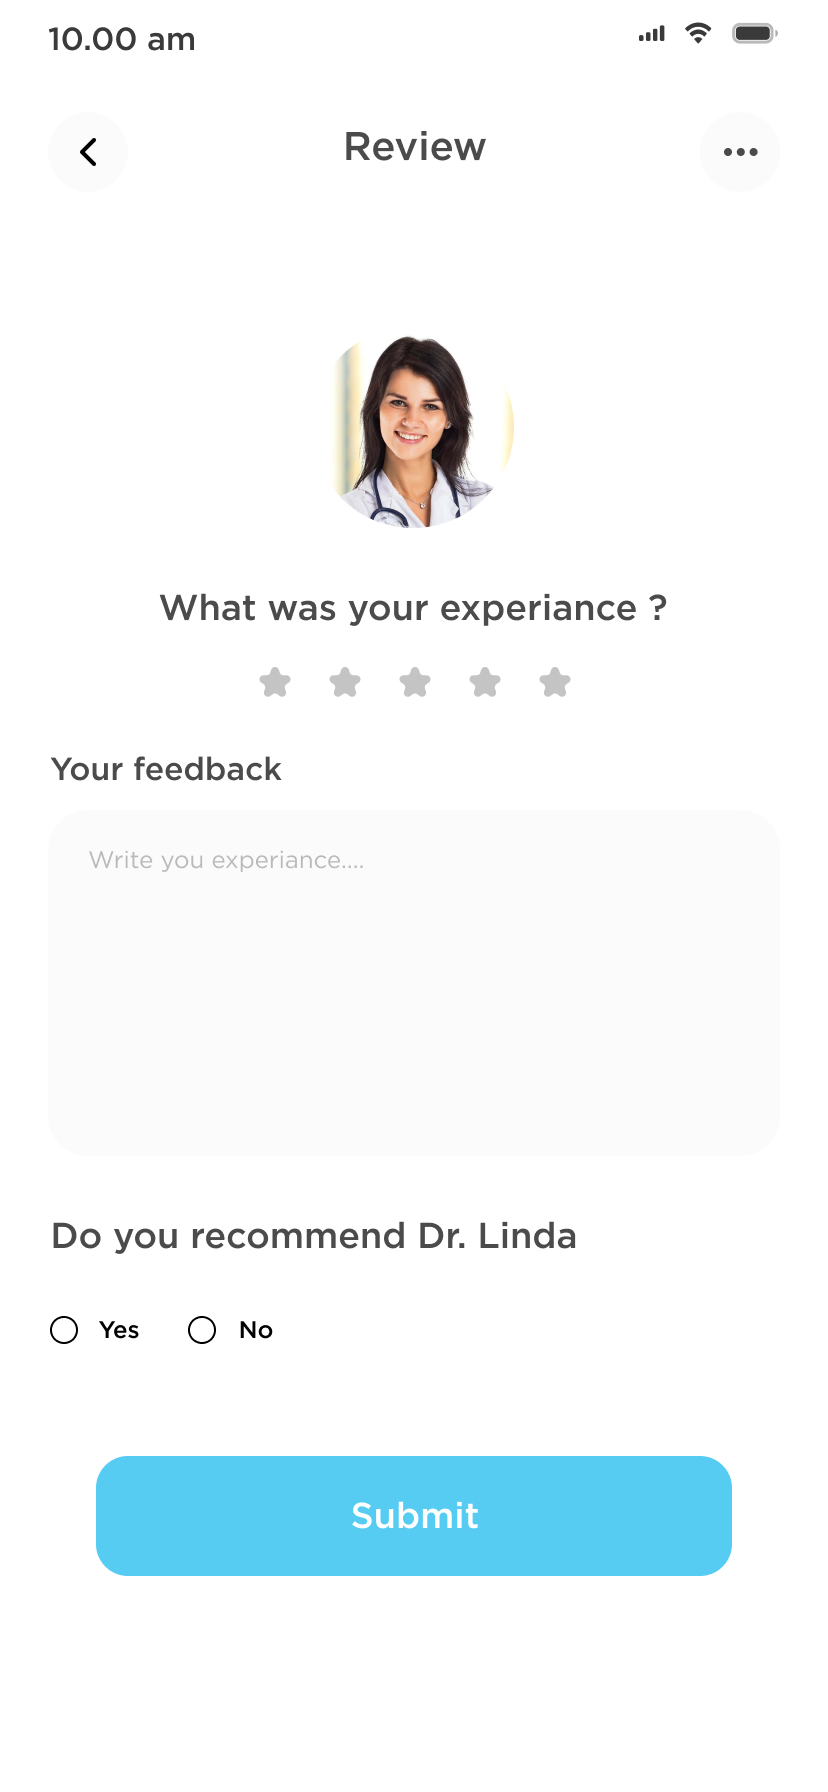 10.00 am
Review
What was your experiance ?
Your feedback
Write you experiance....
Do you recommend Dr. Linda
Yes No
Submit